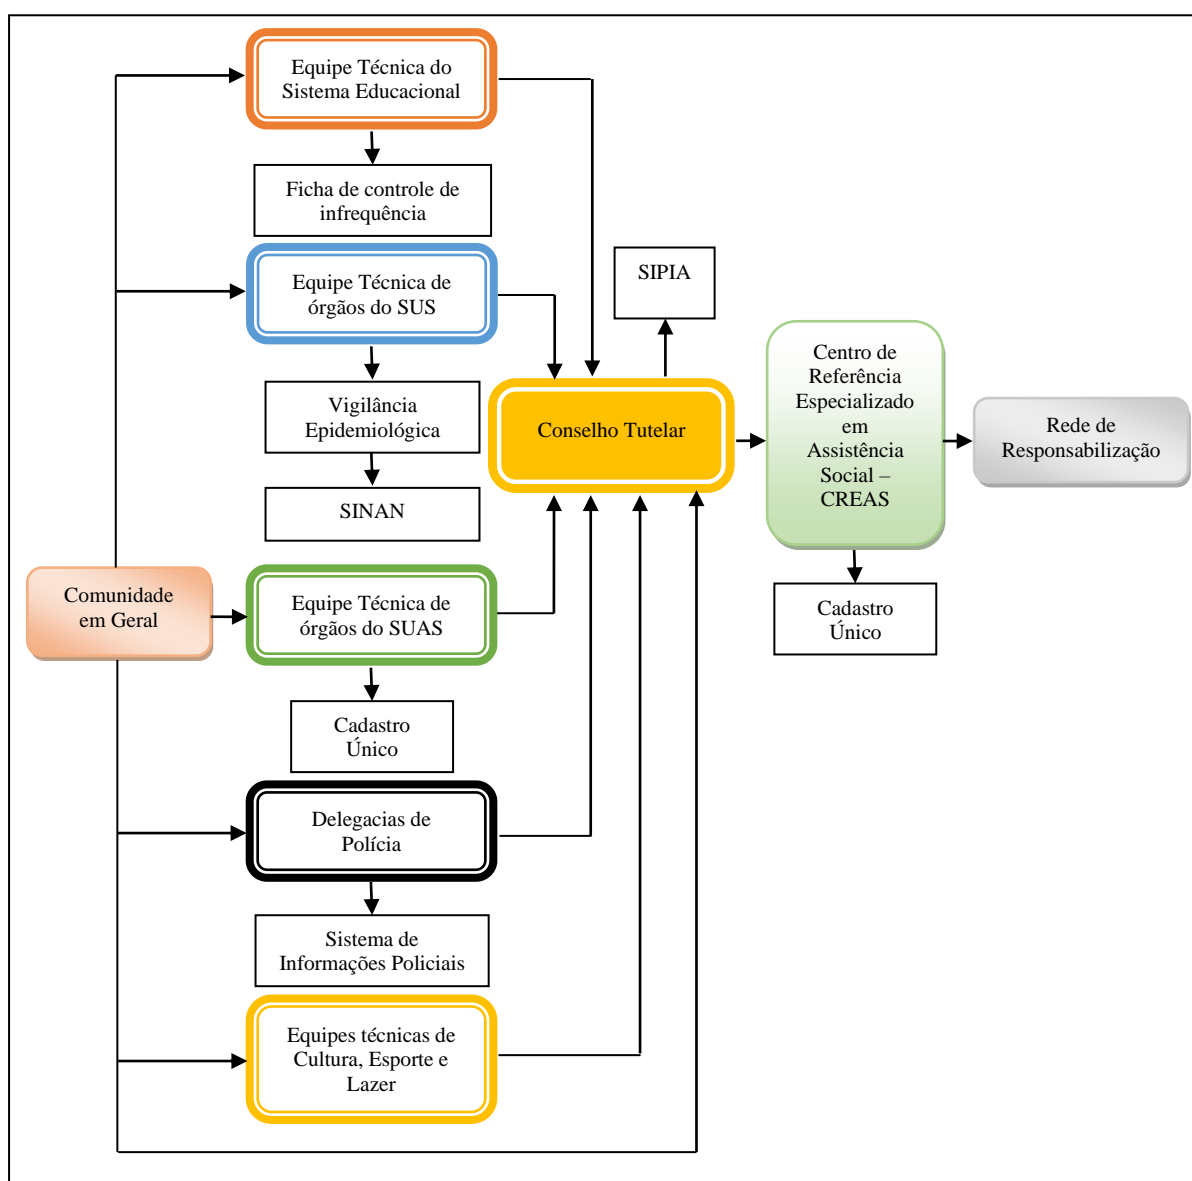 Equipe Técnica do
Sistema Educacional
Ficha de controle de
infrequência
Equipe Técnica de
órgãos do SUS
Vigilância
Epidemiológica
SINAN
Comunidade
em Geral
Equipe Técnica de
órgãos do SUAS
Cadastro
Único
Delegacias de
Polícia
Sistema de
Informações Policiais
Equipes técnicas de
Cultura, Esporte e
Lazer
SIPIA
Conselho Tutelar
Centro de
Referência
Especializado
em
Assistência
Social –
CREAS
Cadastro
Único
Rede de
Responsabilização